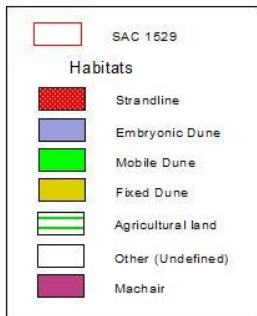 SAC 1529
Habitats
Strandline
Embryonic Dune
Mobile Dune
Fixed Dune
Agricultural land
Other (Undefined)
Machair